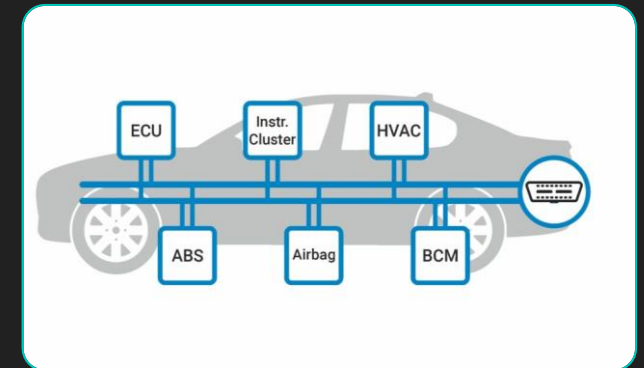 ECU
Instr.
Cluster
HVAC
ABS
Airbag
BCM